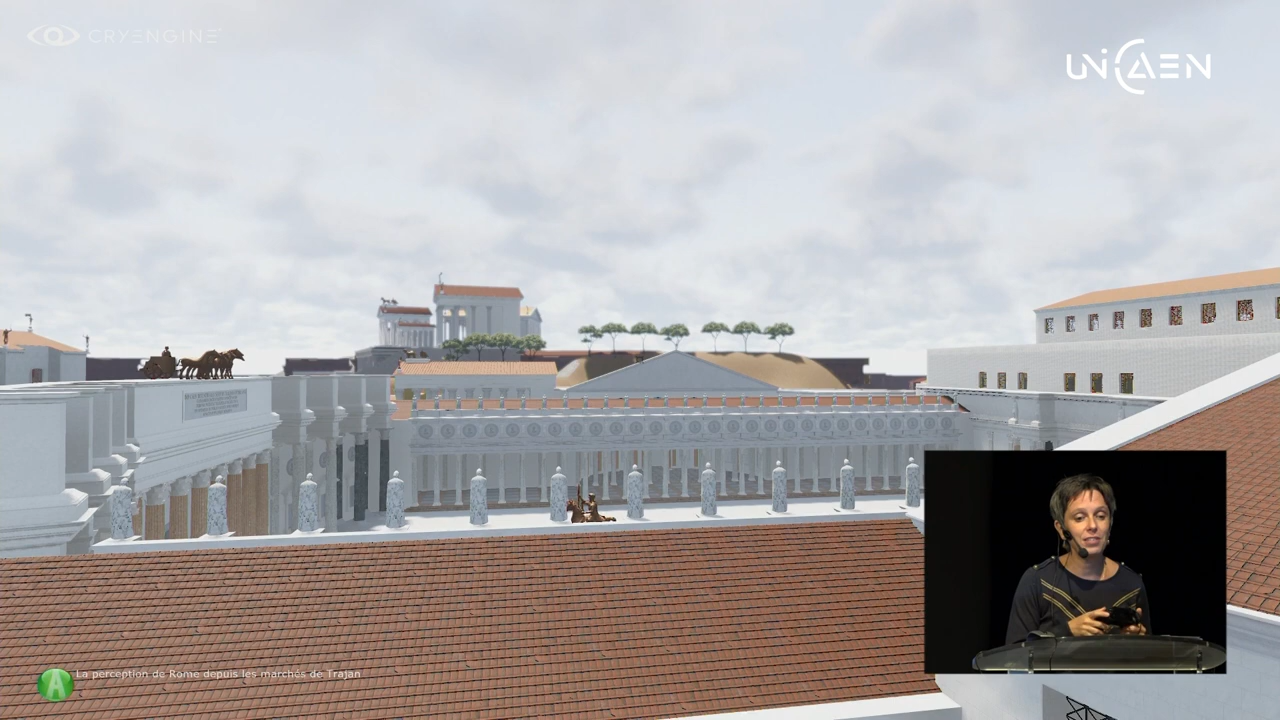 CRYENGINE
UNICAEN
A
La perception de Rome depuis les marchés de Trajan